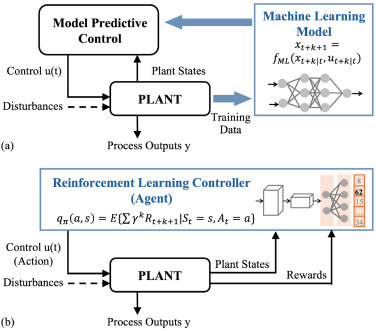 Model Predictive
Control
Machine Learning
Model
x_{t+k+1} =
f_{ML}(x_{t+k|t}, u_{t+k|t})
Control u(t)
Plant States
Disturbances
PLANT
Training
Data
Process Outputs y
(a)
Reinforcement Learning Controller
(Agent)
q_π(a, s) = E{∑ γ^k R_{t+k+1}|S_t = s, A_t = a}
8
62
15
...
34
Control u(t)
(Action)
Plant States
Rewards
Disturbances
PLANT
Process Outputs y
(b)